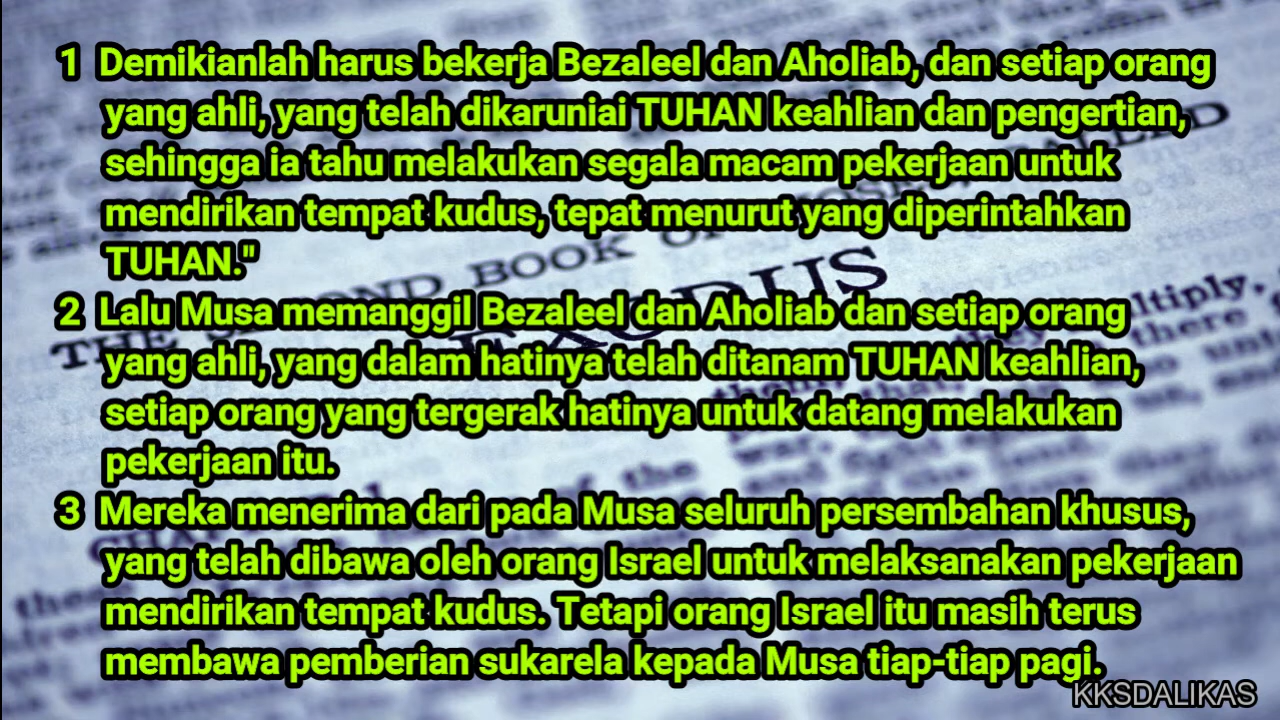 1 Demikianlah harus bekerja Bezaleel dan Aholiab, dan setiap orang
yang ahli, yang telah dikaruniai TUHAN keahlian dan pengertian,
sehingga ia tahu melakukan segala macam pekerjaan untuk
mendirikan tempat kudus, tepat menurut yang diperintahkan
TUHAN."
2 Lalu Musa memanggil Bezaleel dan Aholiab dan setiap orang
yang ahli, yang dalam hatinya telah ditanam TUHAN keahlian,
setiap orang yang tergerak hatinya untuk datang melakukan
pekerjaan itu.
3 Mereka menerima dari pada Musa seluruh persembahan khusus,
yang telah dibawa oleh orang Israel untuk melaksanakan pekerjaan
mendirikan tempat kudus. Tetapi orang Israel itu masih terus
membawa pemberian sukarela kepada Musa tiap-tiap pagi.
KKSDALIKAS
THE BOOK
EXODUS